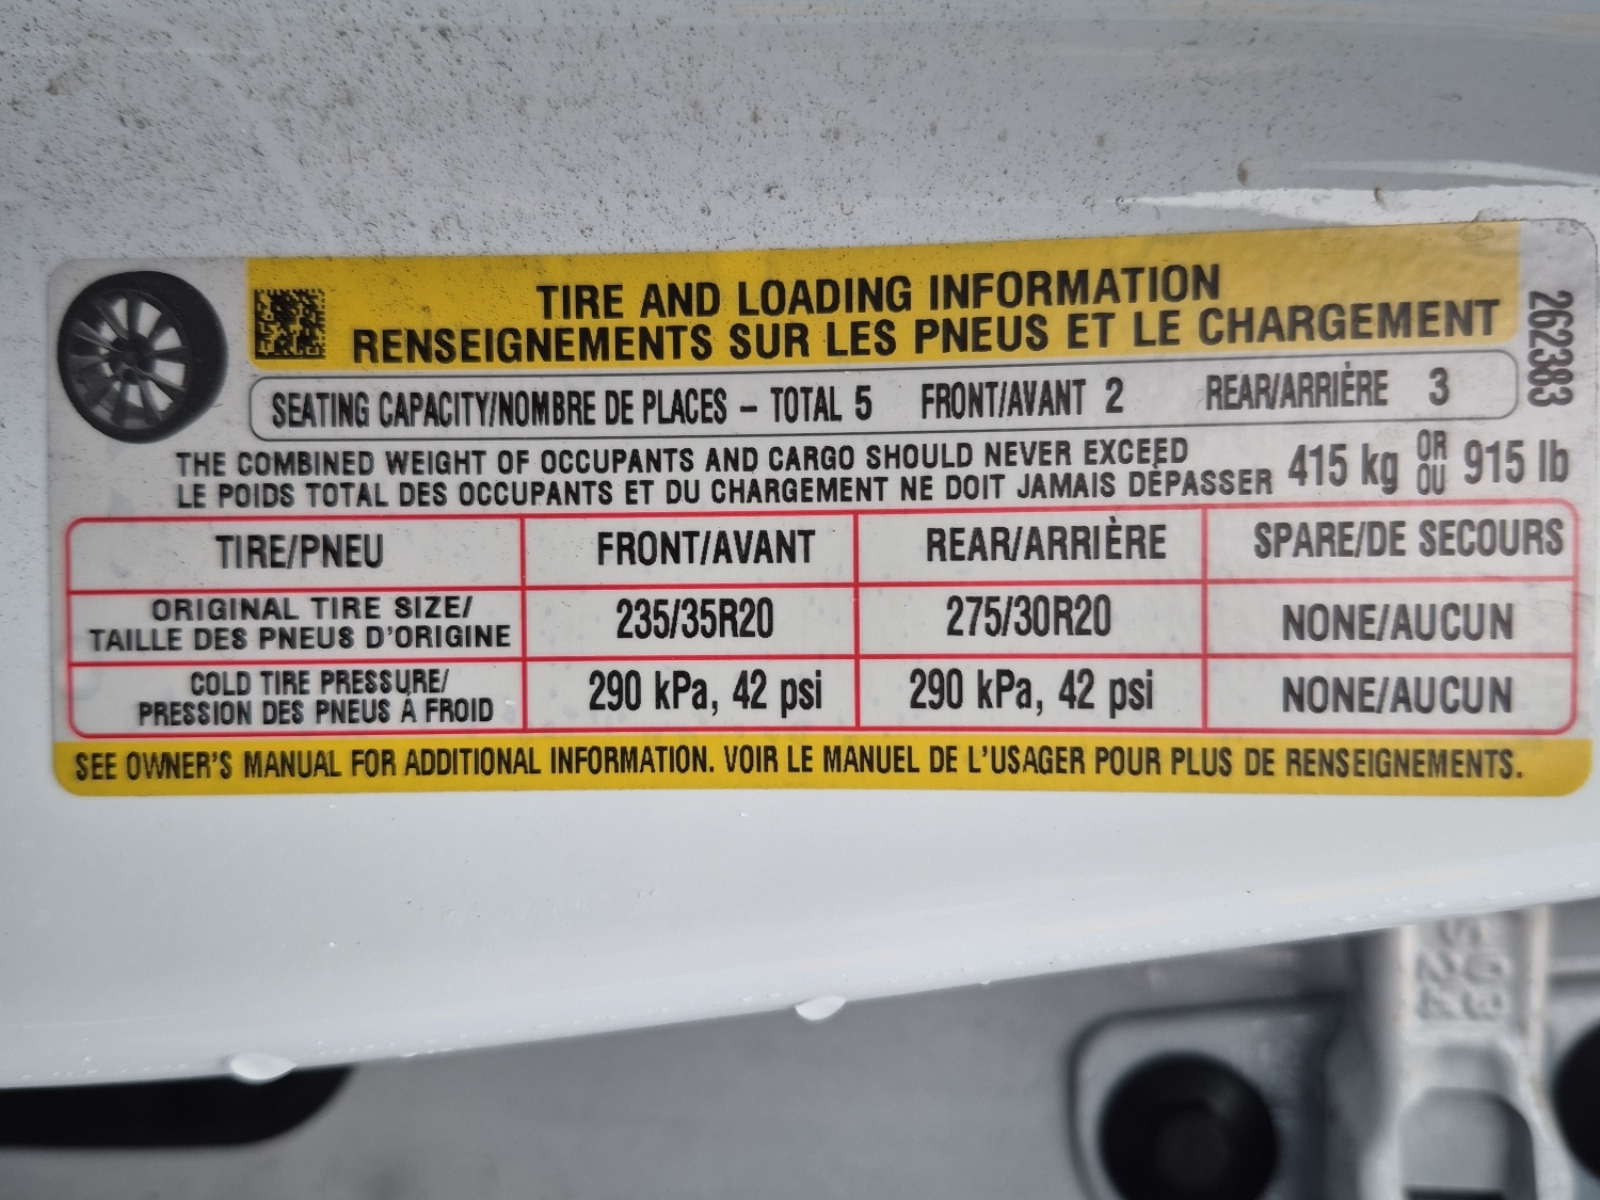 TIRE AND LOADING INFORMATION
RENSEIGNEMENTS SUR LES PNEUS ET LE CHARGEMENT
262383
SEATING CAPACITY/NOMBRE DE PLACES – TOTAL 5 FRONT/AVANT 2 REAR/ARRIÈRE 3
THE COMBINED WEIGHT OF OCCUPANTS AND CARGO SHOULD NEVER EXCEED
LE POIDS TOTAL DES OCCUPANTS ET DU CHARGEMENT NE DOIT JAMAIS DÉPASSER 415 kg OR OU 915 lb
TIRE/PNEU FRONT/AVANT REAR/ARRIÈRE SPARE/DE SECOURS
ORIGINAL TIRE SIZE/
TAILLE DES PNEUS D'ORIGINE 235/35R20 275/30R20 NONE/AUCUN
COLD TIRE PRESSURE/
PRESSION DES PNEUS À FROID 290 kPa, 42 psi 290 kPa, 42 psi NONE/AUCUN
SEE OWNER'S MANUAL FOR ADDITIONAL INFORMATION. VOIR LE MANUEL DE L'USAGER POUR PLUS DE RENSEIGNEMENTS.